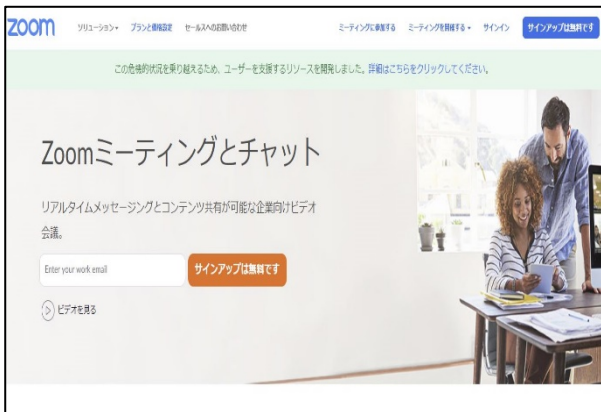 zoom
ソリューション
プランと価格設定
セールスへのお問い合わせ
ミーティングに参加する
ミーティングを開催する
サインイン
サインアップは無料です
この危機的状況を乗り越えるため、ユーザーを支援するリソースを開発しました。詳細はこちらをクリックしてください。
Zoomミーティングとチャット
リアルタイムメッセージングとコンテンツ共有が可能な企業向けビデオ
会議。
Enter your work email
サインアップは無料です
ビデオを見る